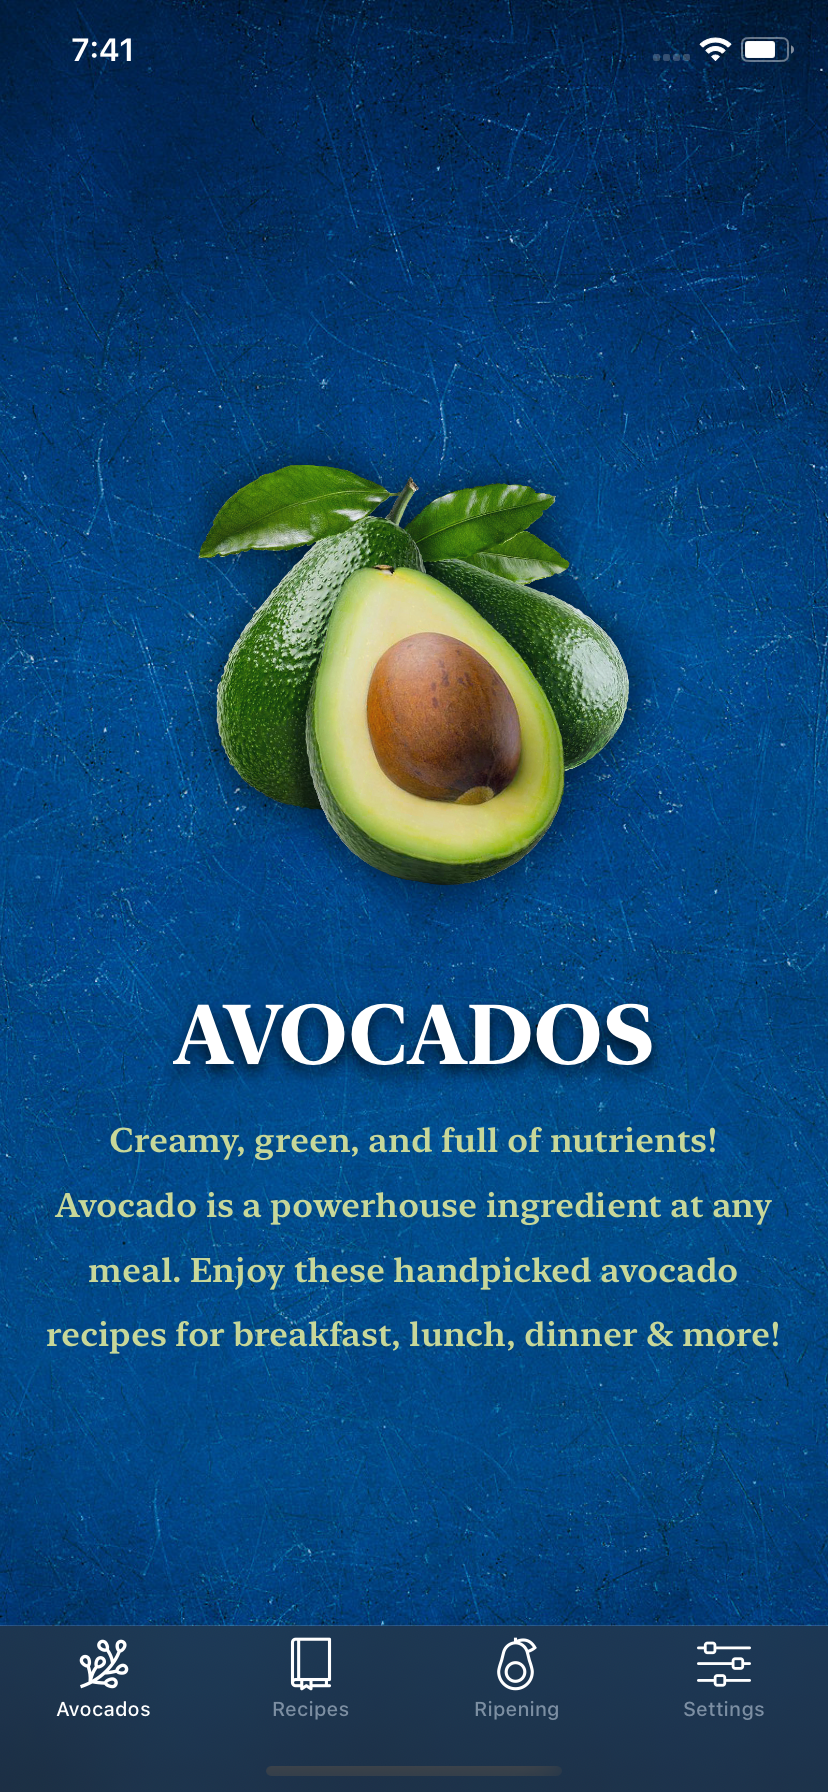 7:41
AVOCADOS
Creamy, green, and full of nutrients!
Avocado is a powerhouse ingredient at any
meal. Enjoy these handpicked avocado
recipes for breakfast, lunch, dinner & more!
Avocados
Recipes
Ripening
Settings